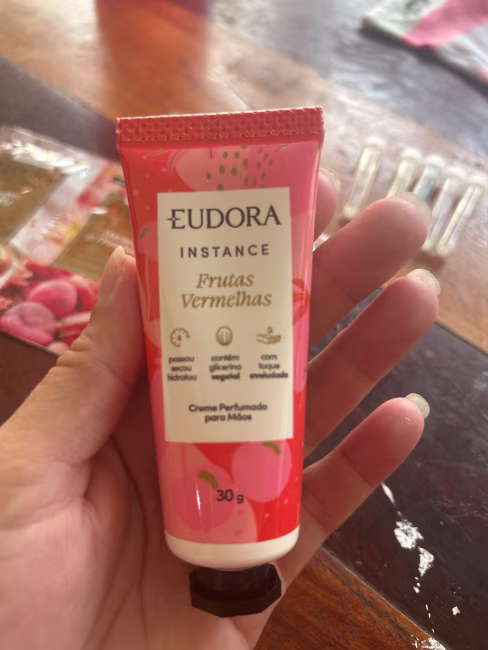 EUDORA
INSTANCE
Frutas
Vermelhas
passou secou hidratou
contém glicerina vegetal
com toque aveludado
Creme Perfumado
para Mãos
30 g